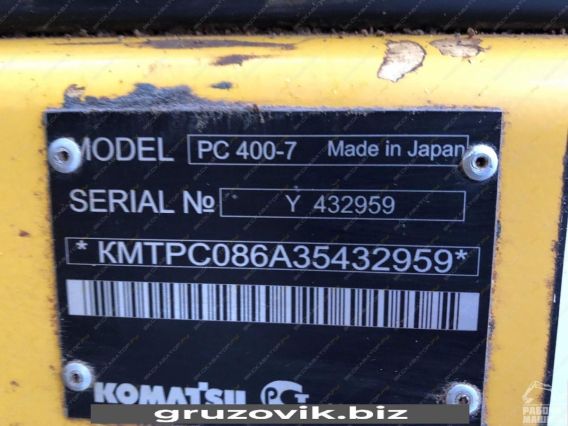 MODEL PC 400-7 Made in Japan
SERIAL № Y 432959
* KMTPC086A35432959*
KOMATSU
gruzovik.biz